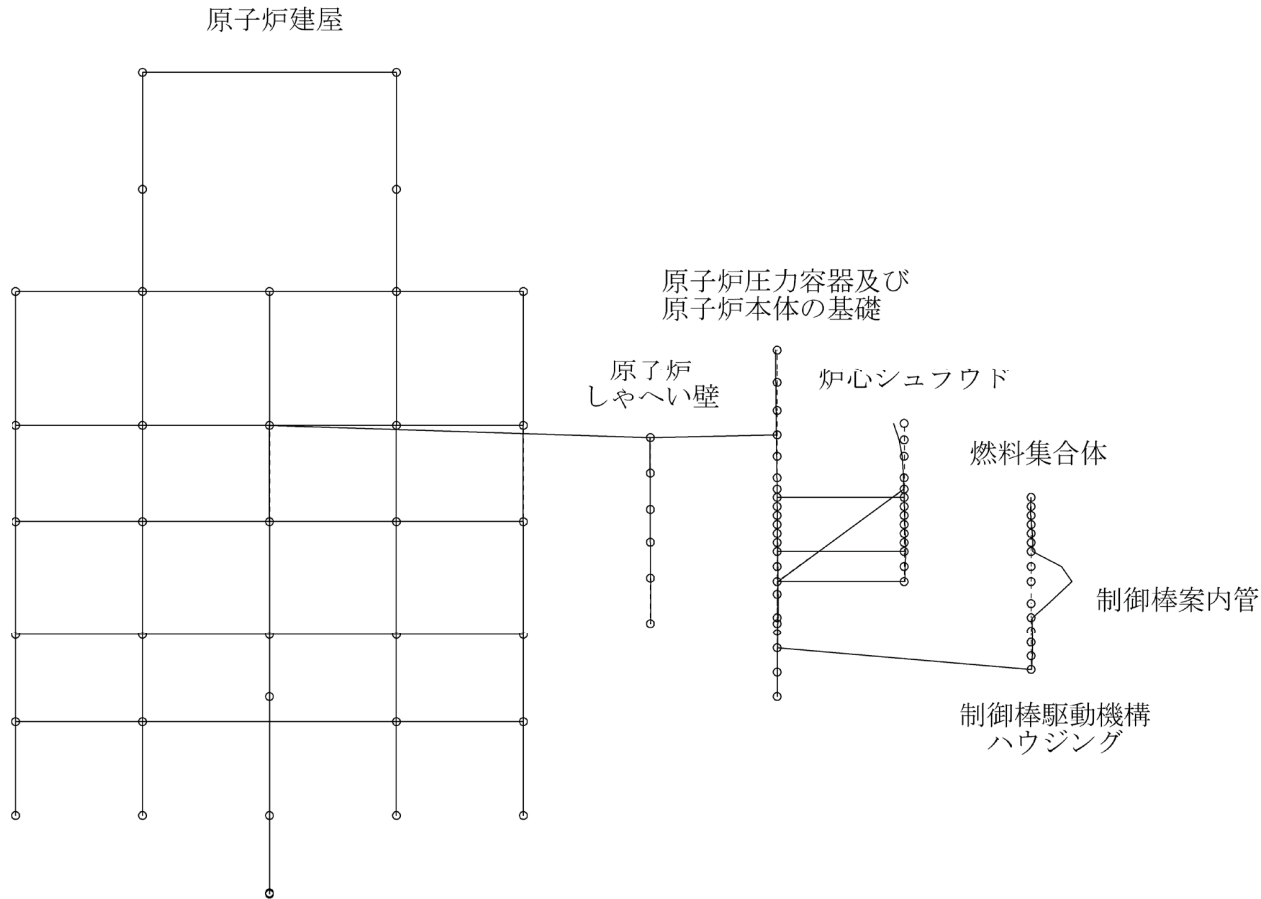 原子炉建屋
原子炉圧力容器及び
原子炉本体の基礎
原子炉
しゃへい壁
炉心シュラウド
燃料集合体
制御棒案内管
制御棒駆動機構
ハウジング